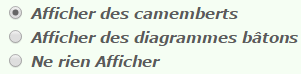 Afficher des camemberts
Afficher des diagrammes bâtons
Ne rien Afficher